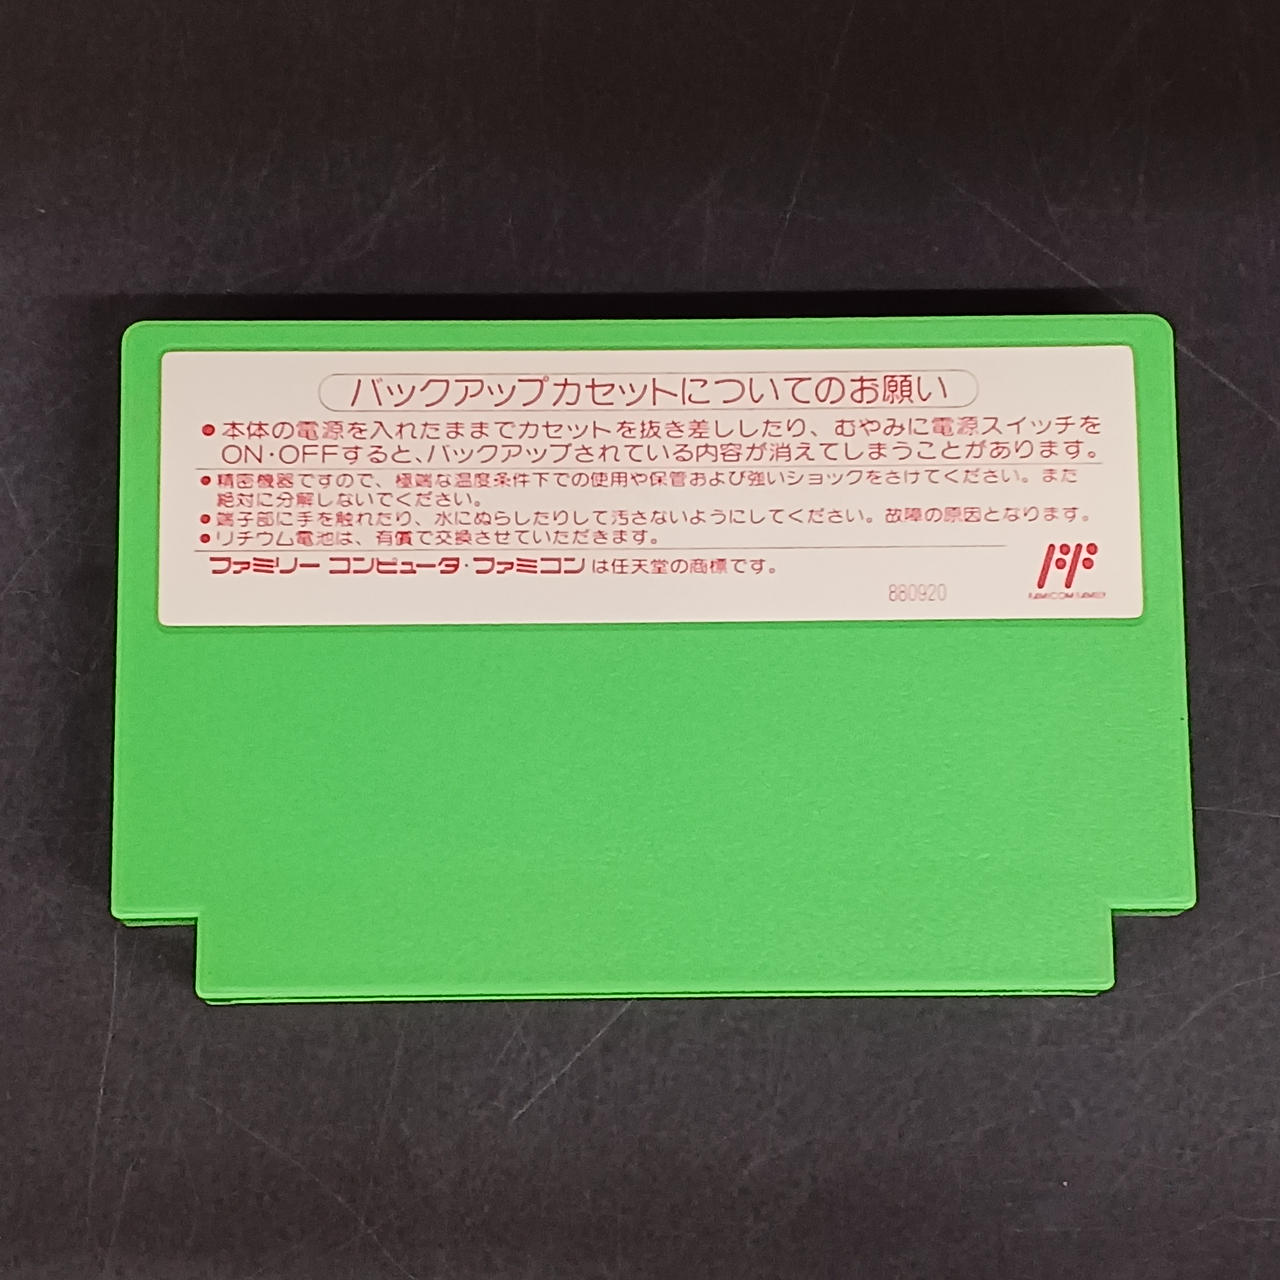 バックアップカセットについてのお願い
●本体の電源を入れたままでカセットを抜き差ししたり、むやみに電源スイッチを
ON・OFFすると、バックアップされている内容が消えてしまうことがあります。
●精密機器ですので、極端な温度条件下での使用や保管および強いショックをさけてください。また
絶対に分解しないでください。
●端子部に手を触れたり、水にぬらしたりして汚さないようにしてください。故障の原因となります。
●リチウム電池は、有償で交換させていただきます。
ファミリーコンピュータ・ファミコンは任天堂の商標です。
880920
FAMICOM FAMILY